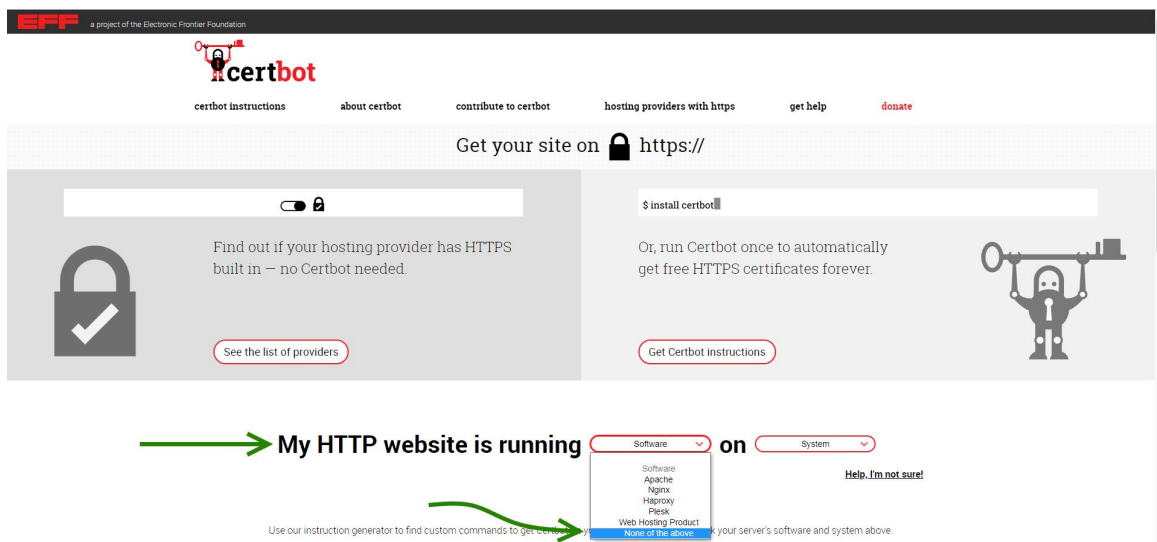 EFF a project of the Electronic Frontier Foundation
certbot
certbot instructions about certbot contribute to certbot hosting providers with https get help donate
Get your site on https://
Find out if your hosting provider has HTTPS
built in — no Certbot needed.
See the list of providers
$ install certbot
Or, run Certbot once to automatically
get free HTTPS certificates forever.
Get Certbot instructions
My HTTP website is running Software on System
Help, I'm not sure!
Software
Apache
Nginx
Haproxy
Plesk
Web Hosting Product
None of the above
Use our instruction generator to find custom commands to get Certbot your server's software and system above.